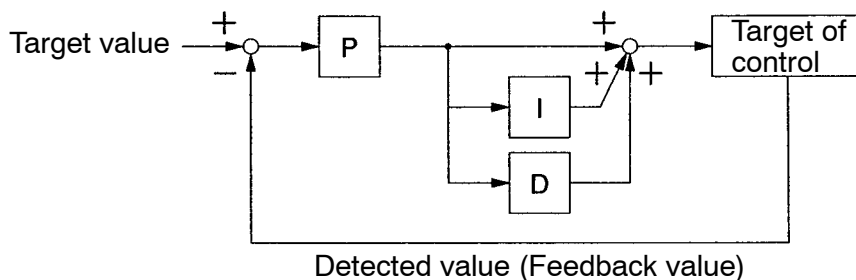 Target value
+
−
P
+
+
+
I
D
Target of
control
Detected value (Feedback value)